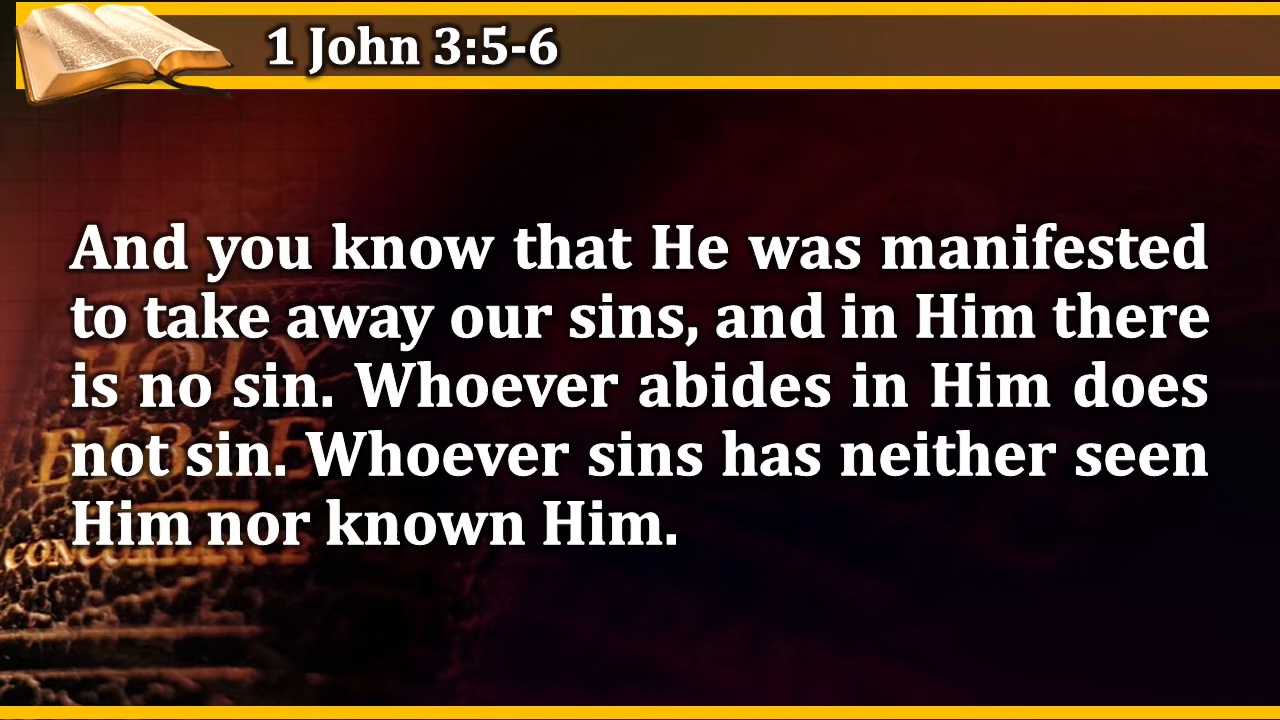 1 John 3:5-6
And you know that He was manifested
to take away our sins, and in Him there
is no sin. Whoever abides in Him does
not sin. Whoever sins has neither seen
Him nor known Him.
HOLY
BIBLE